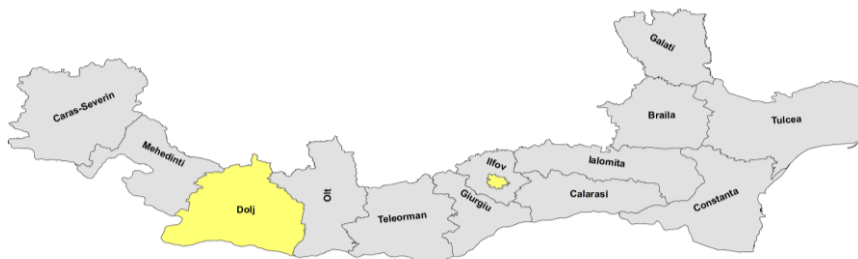 Galati
Caras-Severin
Braila
Tulcea
Mehedinti
Ilfov
Ialomita
Olt
Calarasi
Constanta
Giurgiu
Dolj
Teleorman